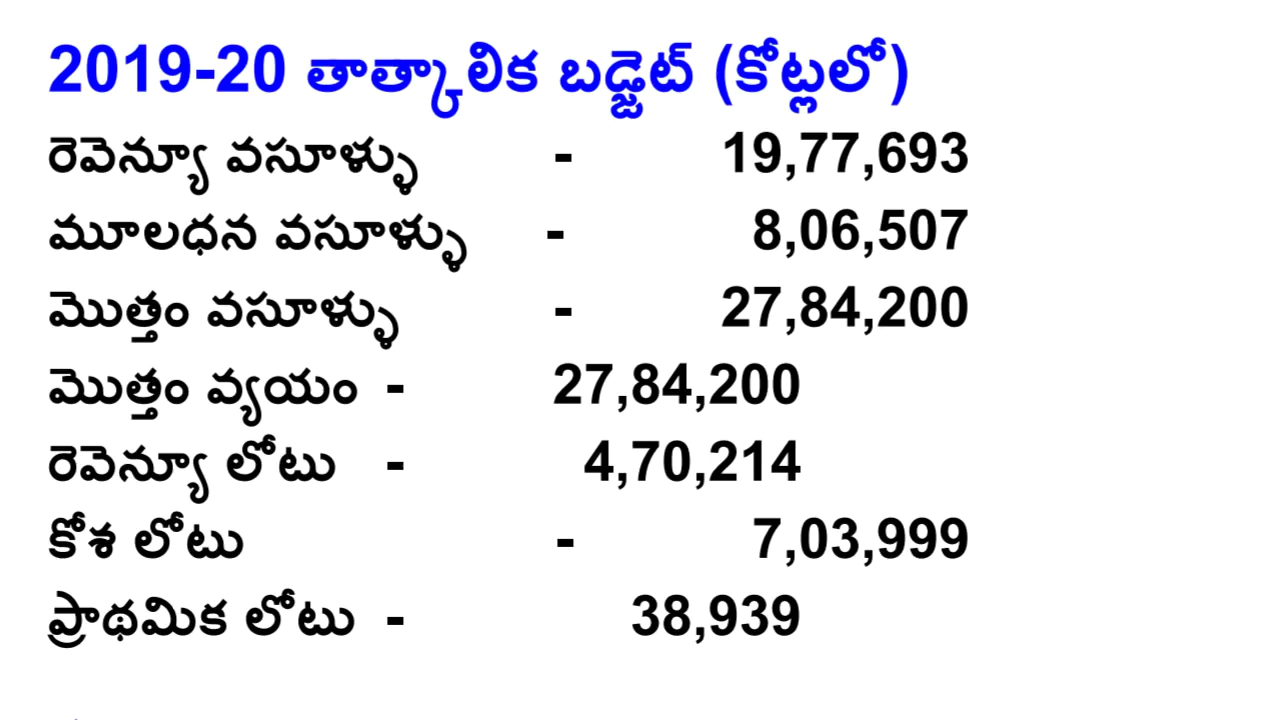 2019-20 తాత్కాలిక బడ్జెట్ (కోట్లలో)
రెవెన్యూ వసూళ్ళు - 19,77,693
మూలధన వసూళ్ళు - 8,06,507
మొత్తం వసూళ్ళు - 27,84,200
మొత్తం వ్యయం - 27,84,200
రెవెన్యూ లోటు - 4,70,214
కోశ లోటు - 7,03,999
ప్రాథమిక లోటు - 38,939